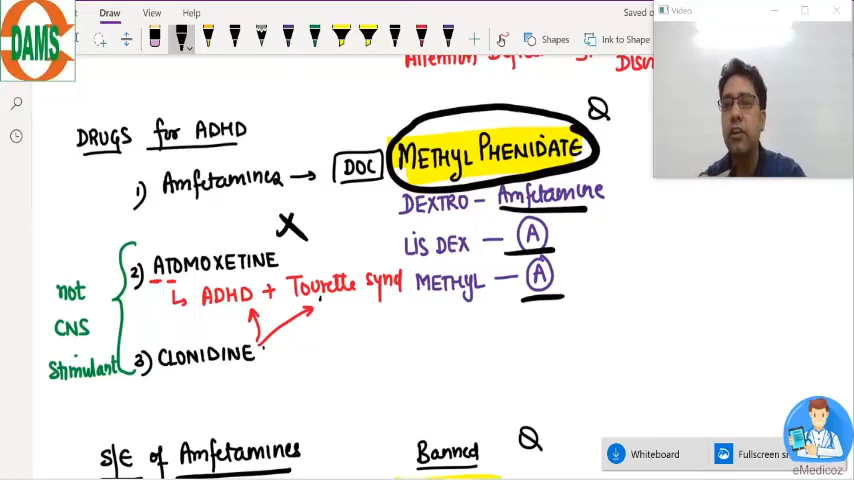 Draw
View
Help
Saved o
Video
DAMS
Shapes
Ink to Shape
Attention
DRUGS for ADHD
1) Amfetamines → DOC METHYL PHENIDATE Q
DEXTRO - Amfetamine
LIS DEX - A
METHYL - A
X
2) ATOMOXETINE
↳ ADHD + Tourette synd
not
CNS
Stimulant
3) CLONIDINE
S/E of Amfetamines
Banned Q
Whiteboard
Fullscreen s
eMedicoz